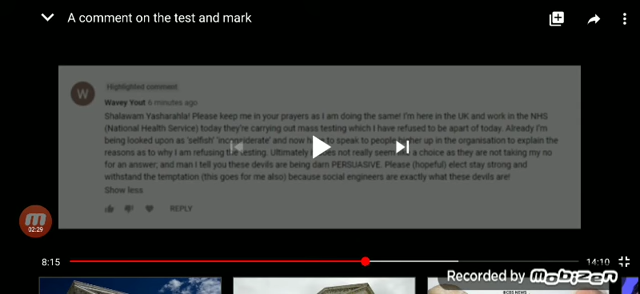 A comment on the test and mark
Highlighted comment
W
Wavey Yout 6 minutes ago
Shalawam Yasharahla! Please keep me in your prayers as I am doing the same! I'm here in the UK and work in the NHS
(National Health Service) today they're carrying out mass testing which I have refused to be apart of today. Already I'm
being looked upon as 'selfish' 'inconsiderate' and now have to speak to people higher up in the organisation to explain the
reasons as to why I am refusing the testing. Ultimately does not really seem a choice as they are not taking my no
for an answer; and man I tell you these devils are being darn PERSUASIVE. Please (hopeful) elect stay strong and
withstand the temptation (this goes for me also) because social engineers are exactly what these devils are!
Show less
REPLY
02:29
8:15
14:10
Recorded by Mobizen
CBS NEWS